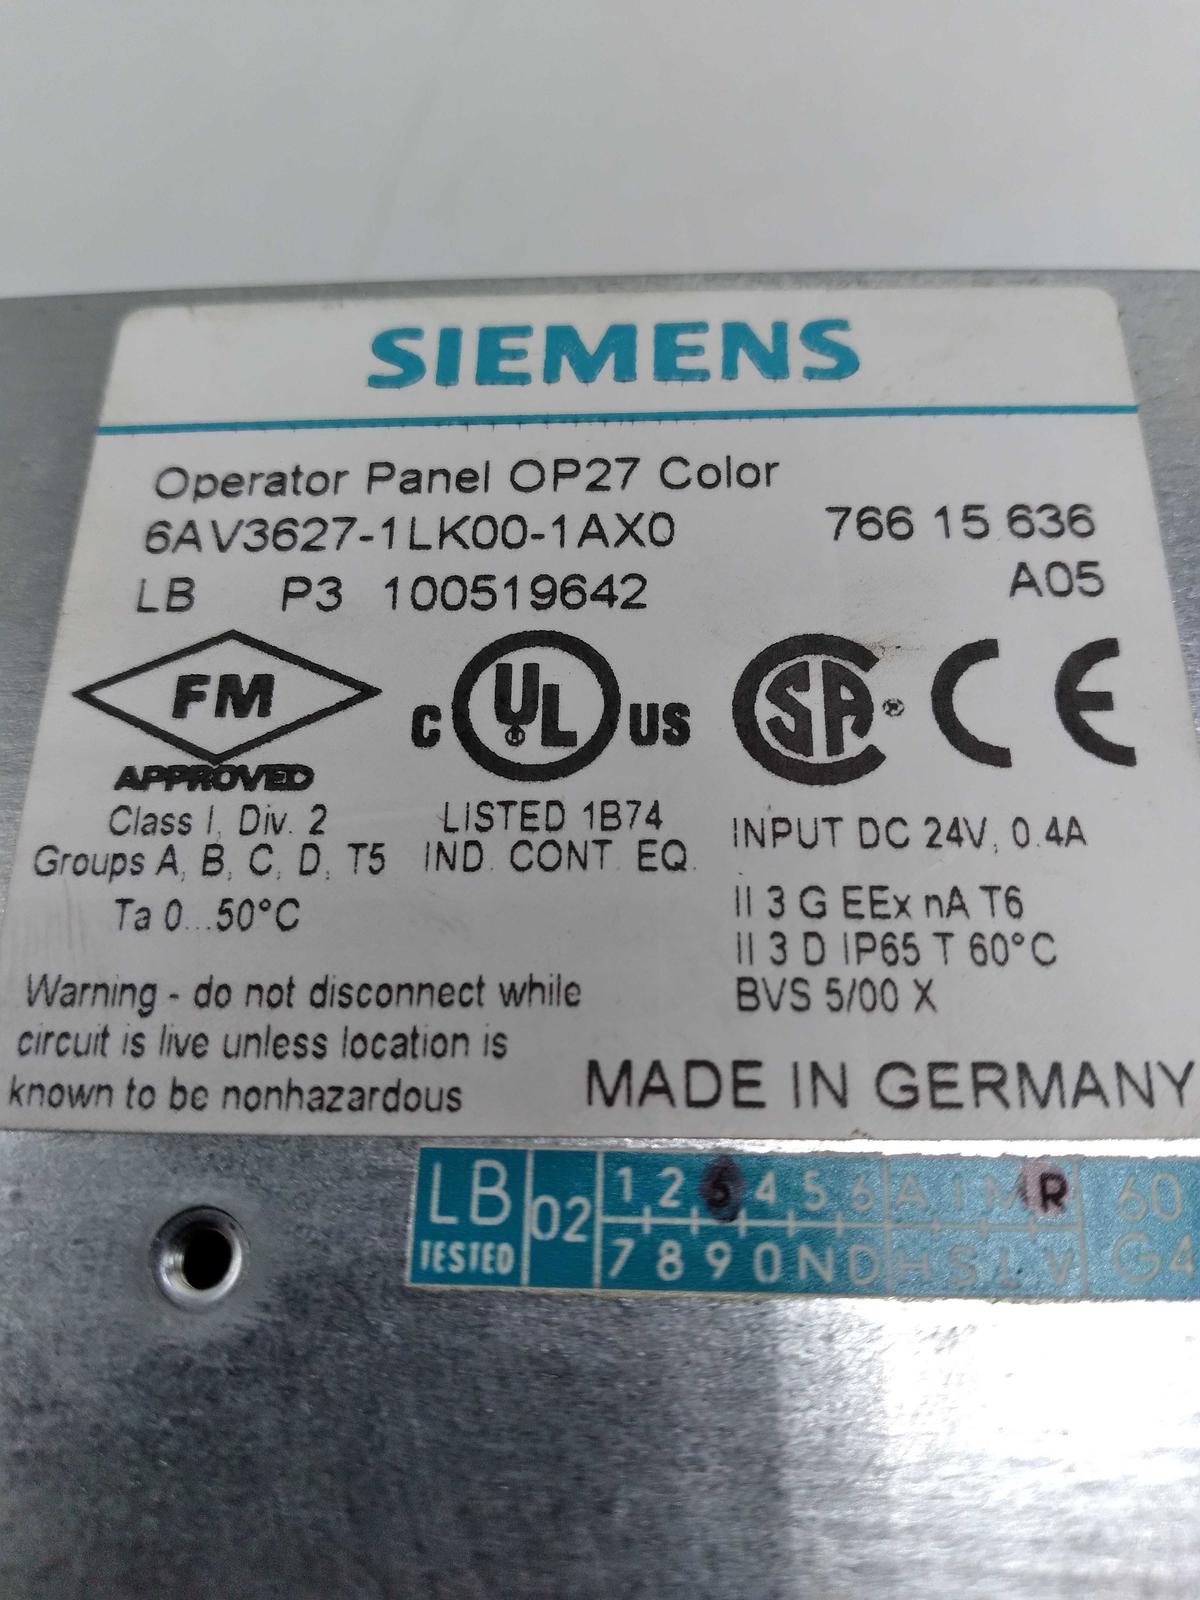 SIEMENS
Operator Panel OP27 Color
6AV3627-1LK00-1AX0 766 15 636
LB P3 100519642 A05
FM
APPROVED
C UL US
SA
CE
Class I, Div. 2
Groups A, B, C, D, T5
Ta 0...50°C
LISTED 1B74
IND. CONT. EQ.
INPUT DC 24V, 0.4A
II 3 G EEx nA T6
II 3 D IP65 T 60°C
BVS 5/00 X
Warning - do not disconnect while
circuit is live unless location is
known to be nonhazardous
MADE IN GERMANY
LB
TESTED
02
1 2 3 4 5 6 A I M R
7 8 9 0 N D H S L V
60
G4